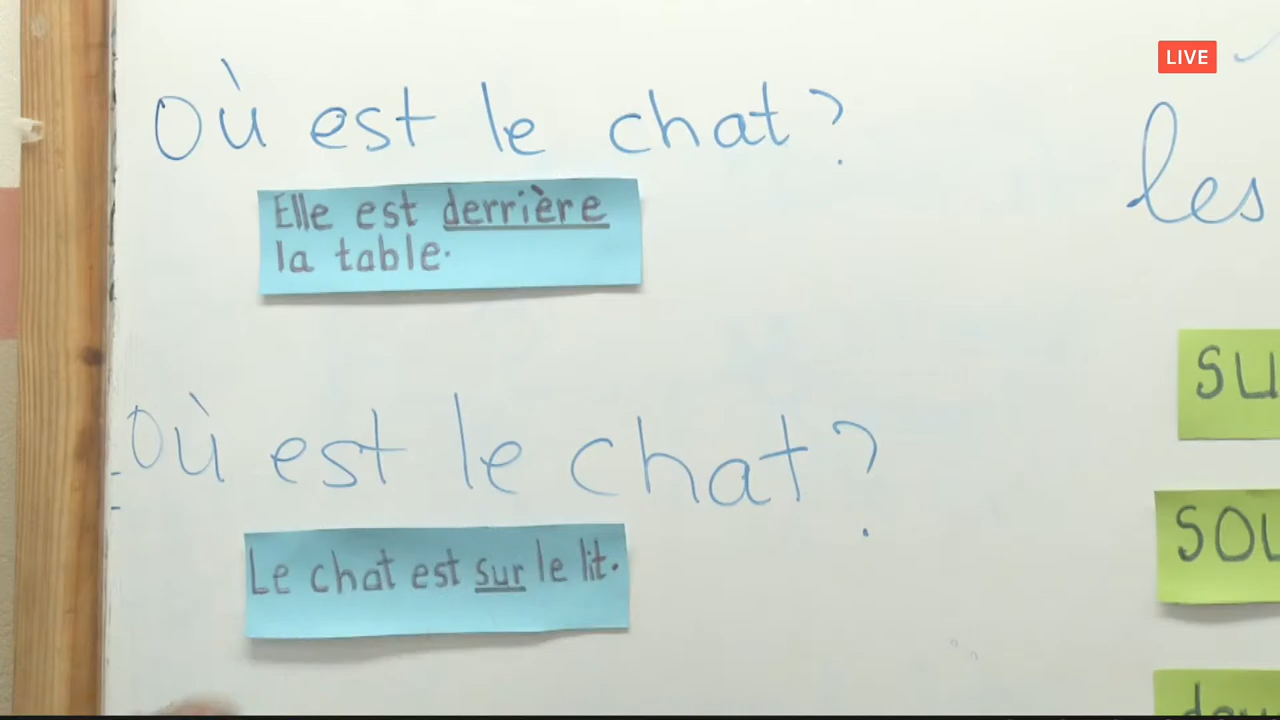 LIVE
Où est le chat?
Elle est derrière
la table.
les
Où est le chat?
Le chat est sur le lit.
su
sou